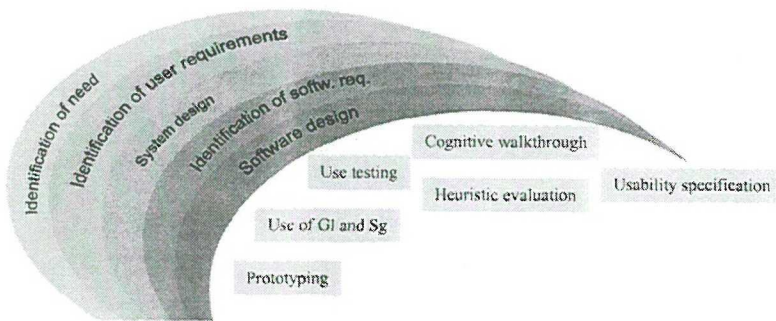 Identification of need
Identification of user requirements
System design
Identification of softw. req.
Software design
Cognitive walkthrough
Use testing
Heuristic evaluation
Usability specification
Use of Gl and Sg
Prototyping